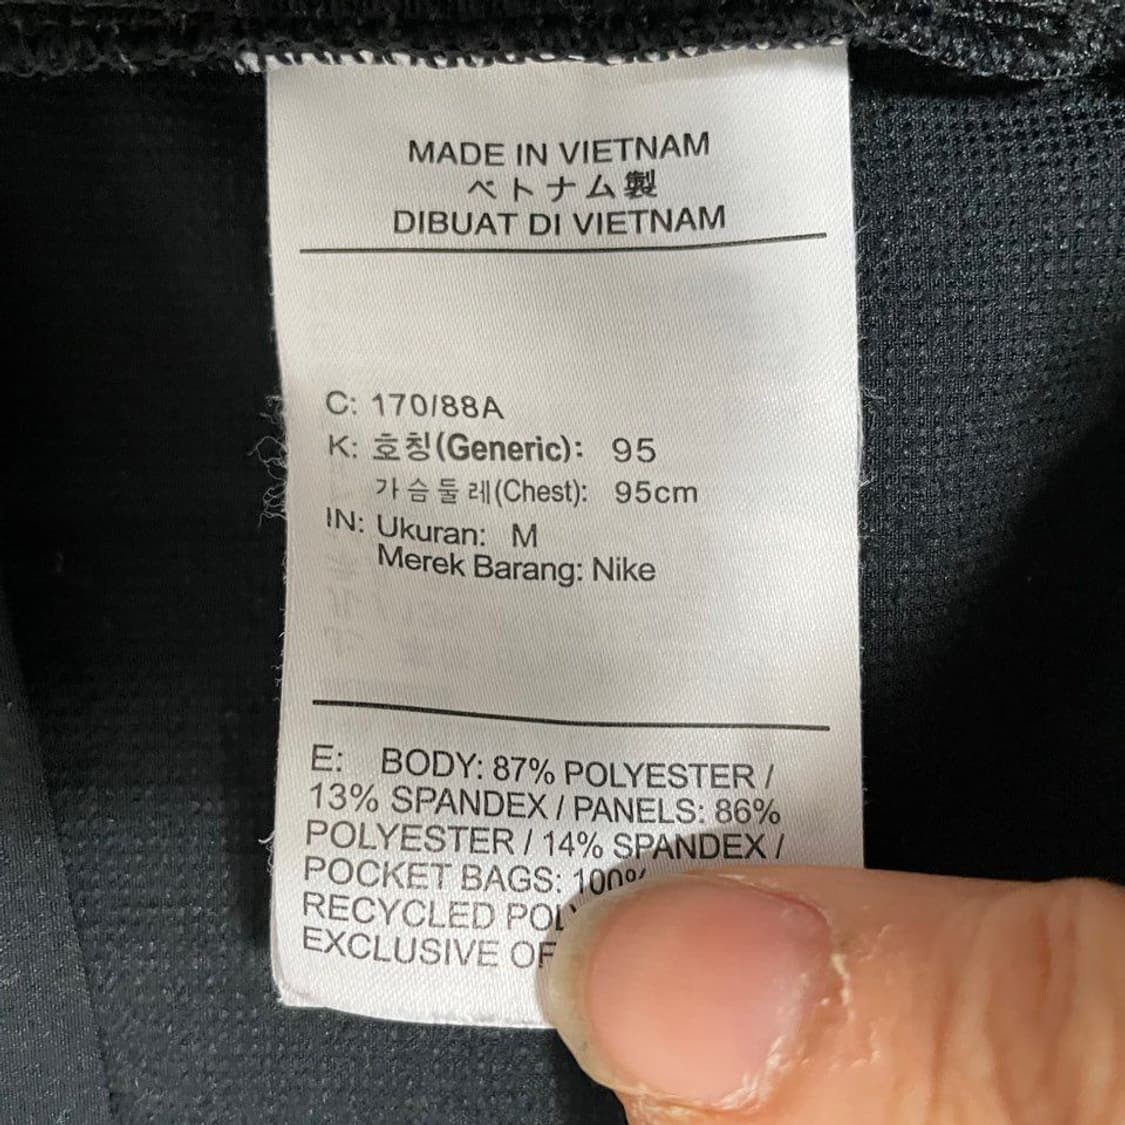 MADE IN VIETNAM
ベトナム製
DIBUAT DI VIETNAM
C: 170/88A
K: 호칭(Generic): 95
가슴둘레(Chest): 95cm
IN: Ukuran: M
Merek Barang: Nike
E: BODY: 87% POLYESTER /
13% SPANDEX / PANELS: 86%
POLYESTER / 14% SPANDEX /
POCKET BAGS: 100%
RECYCLED
EXCLUSIVE OF